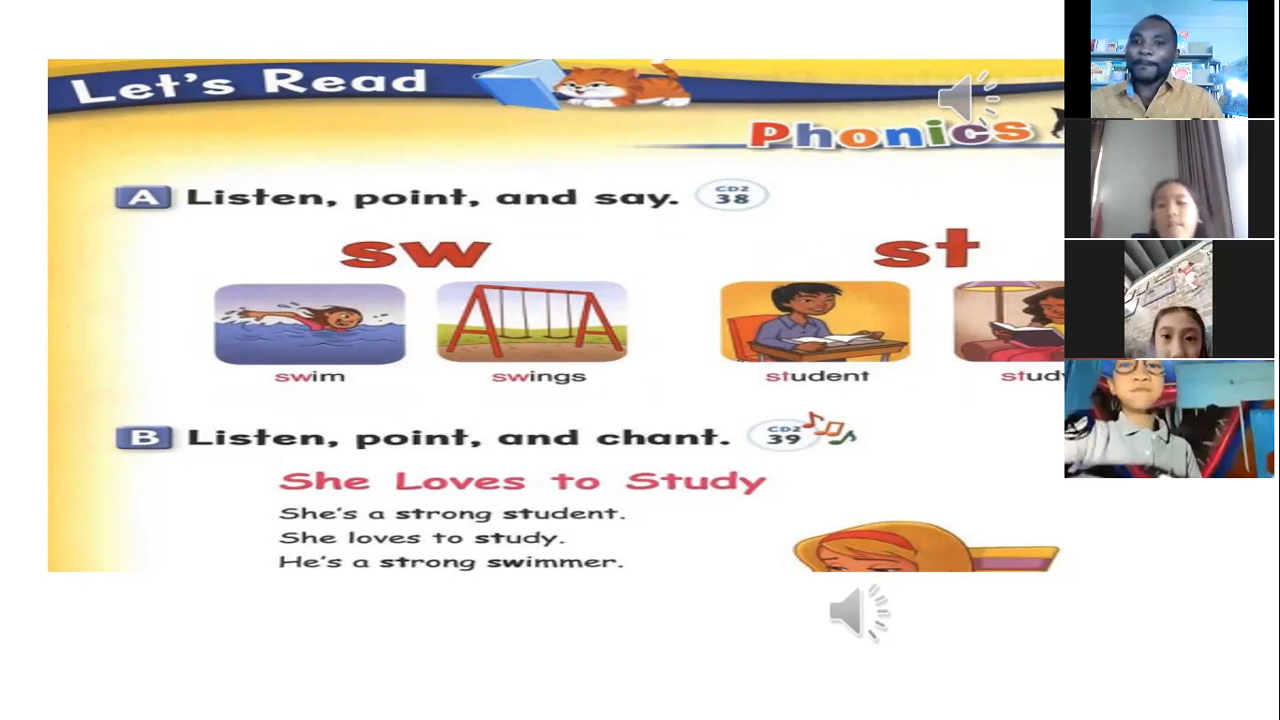 Let's Read
Phonics
A Listen, point, and say. CD2 38
sw st
swim swings student study
B Listen, point, and chant. CD2 39
She Loves to Study
She's a strong student.
She loves to study.
He's a strong swimmer.